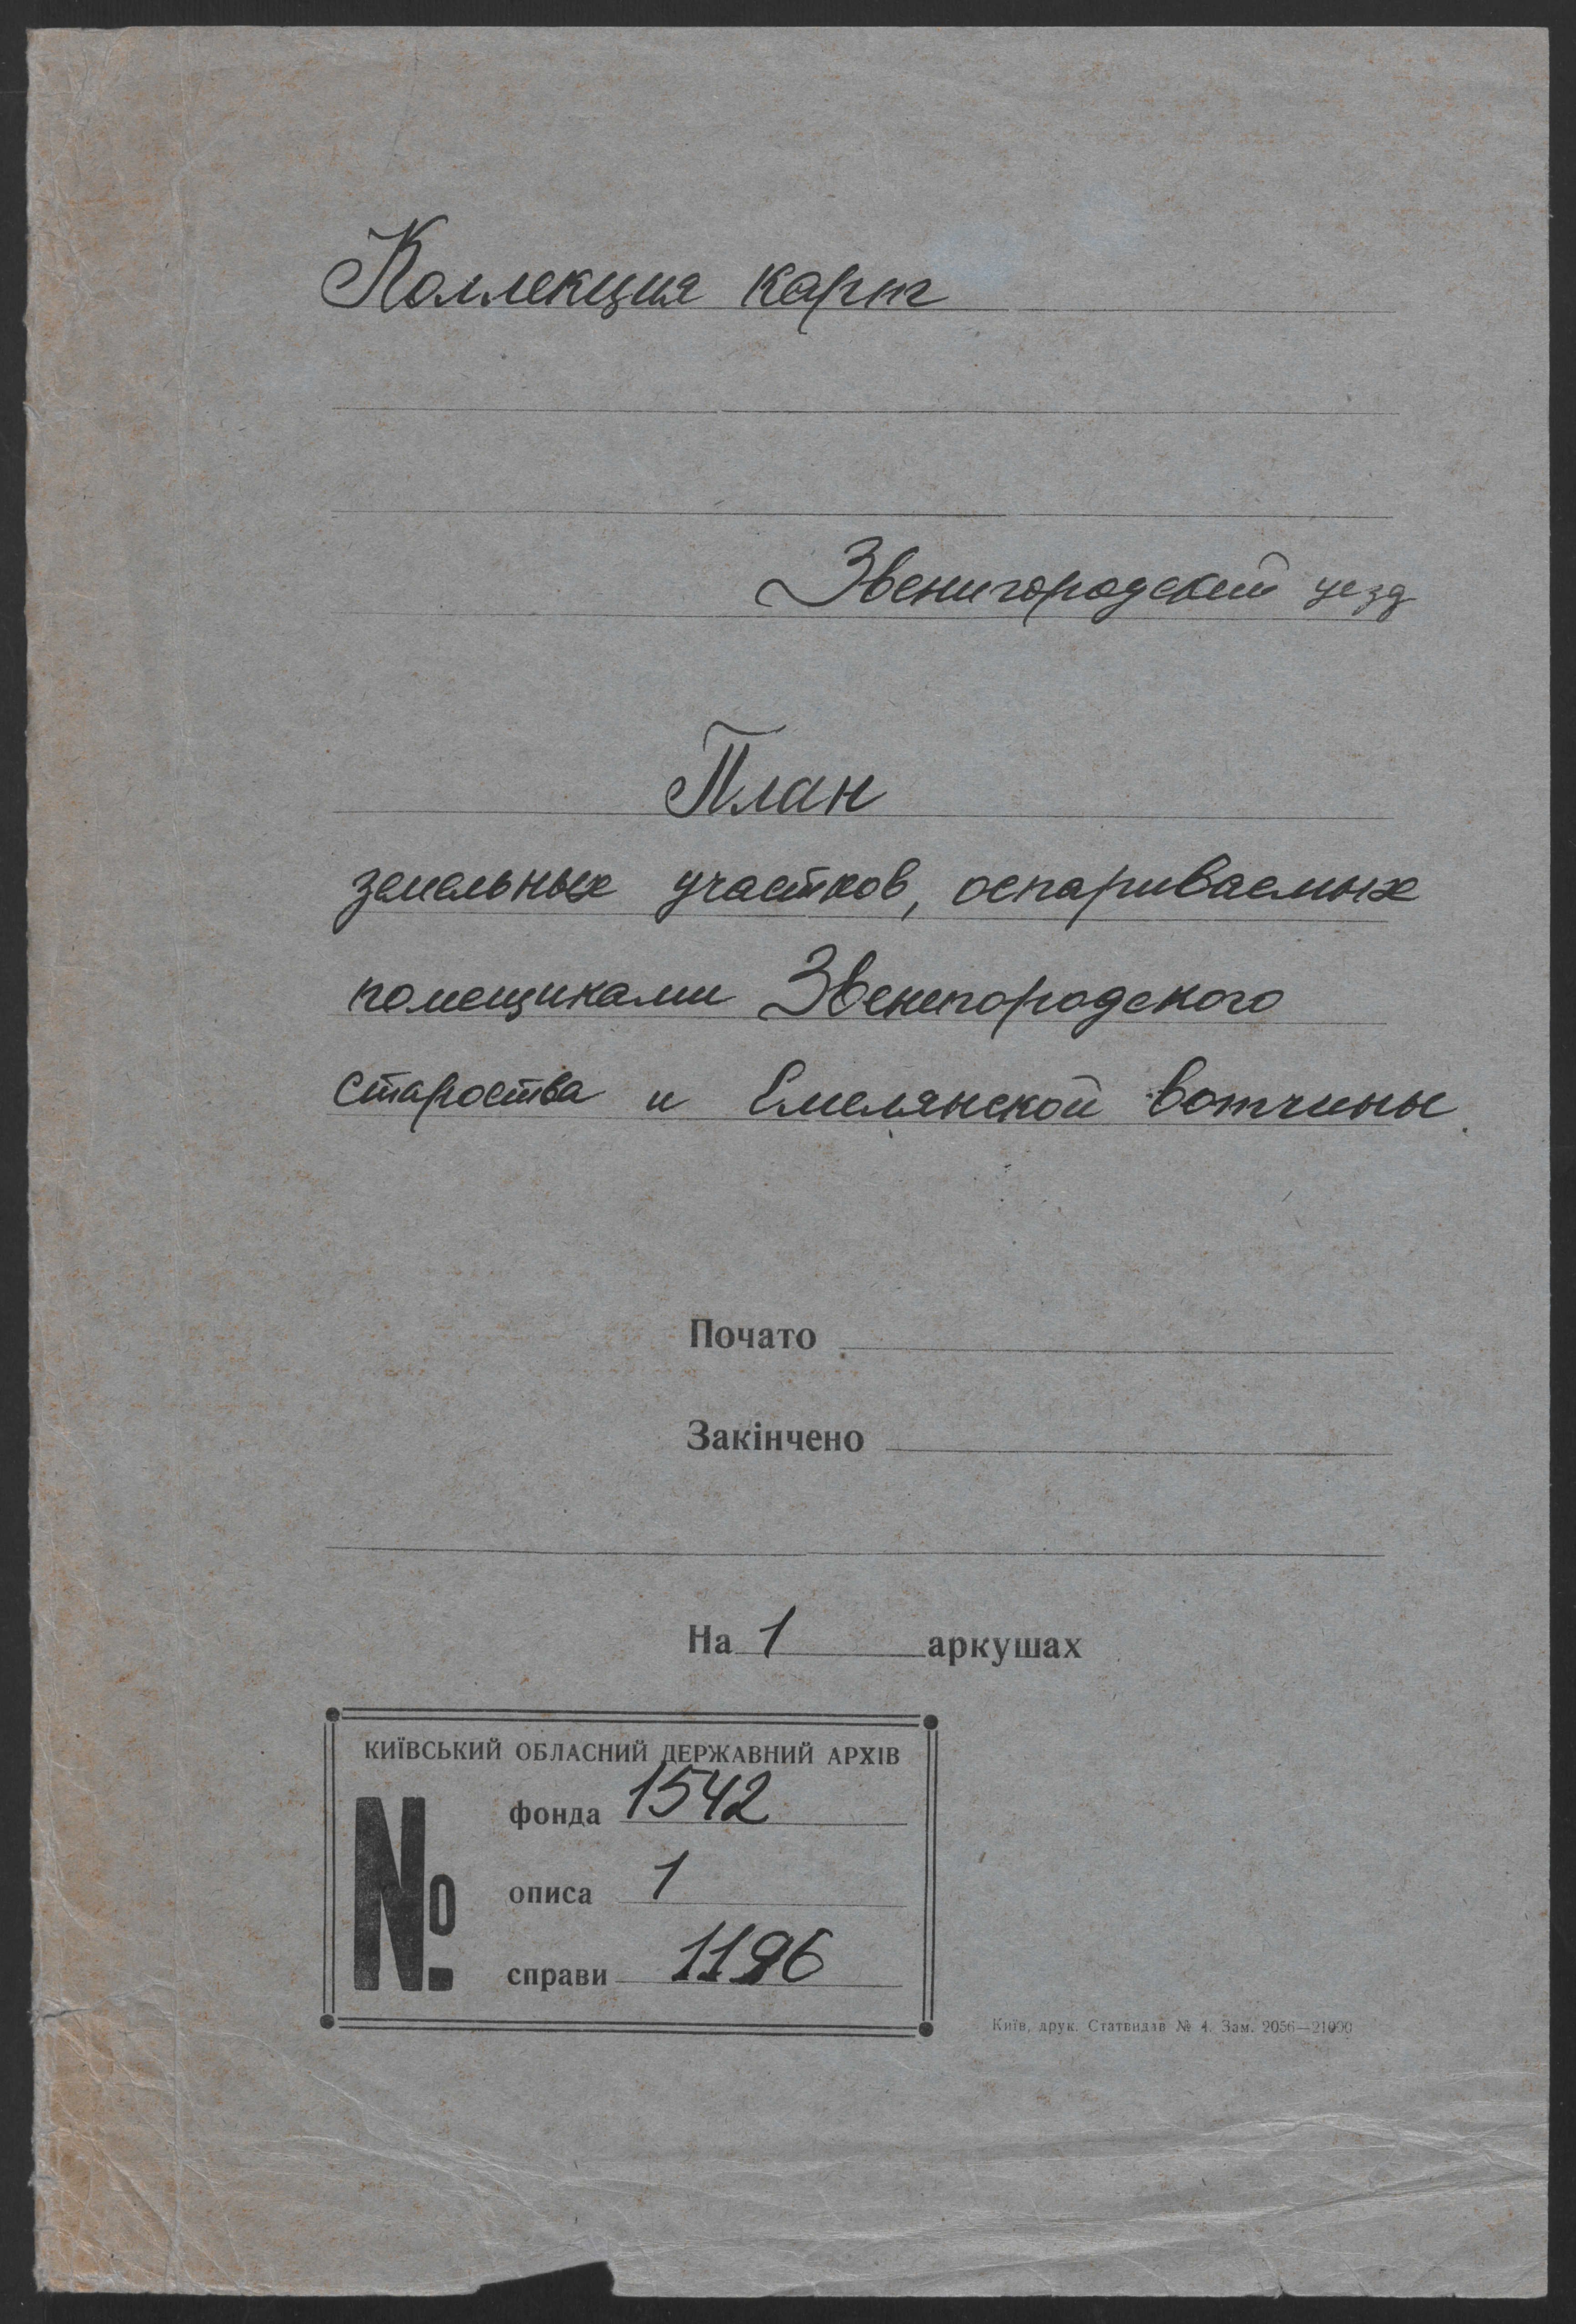 Коллекция карт
Звенигородский уезд
План
земельных участков, оспариваемых
помещиками Звенигородского
староства и Емелянской вотчины.
Почато
Закінчено
На 1 аркушах
КИЇВСЬКИЙ ОБЛАСНИЙ ДЕРЖАВНИЙ АРХІВ
№
фонда 1542
описа 1
справи 1196
Київ, друк. Статвидав № 4. Зам. 2056—21000